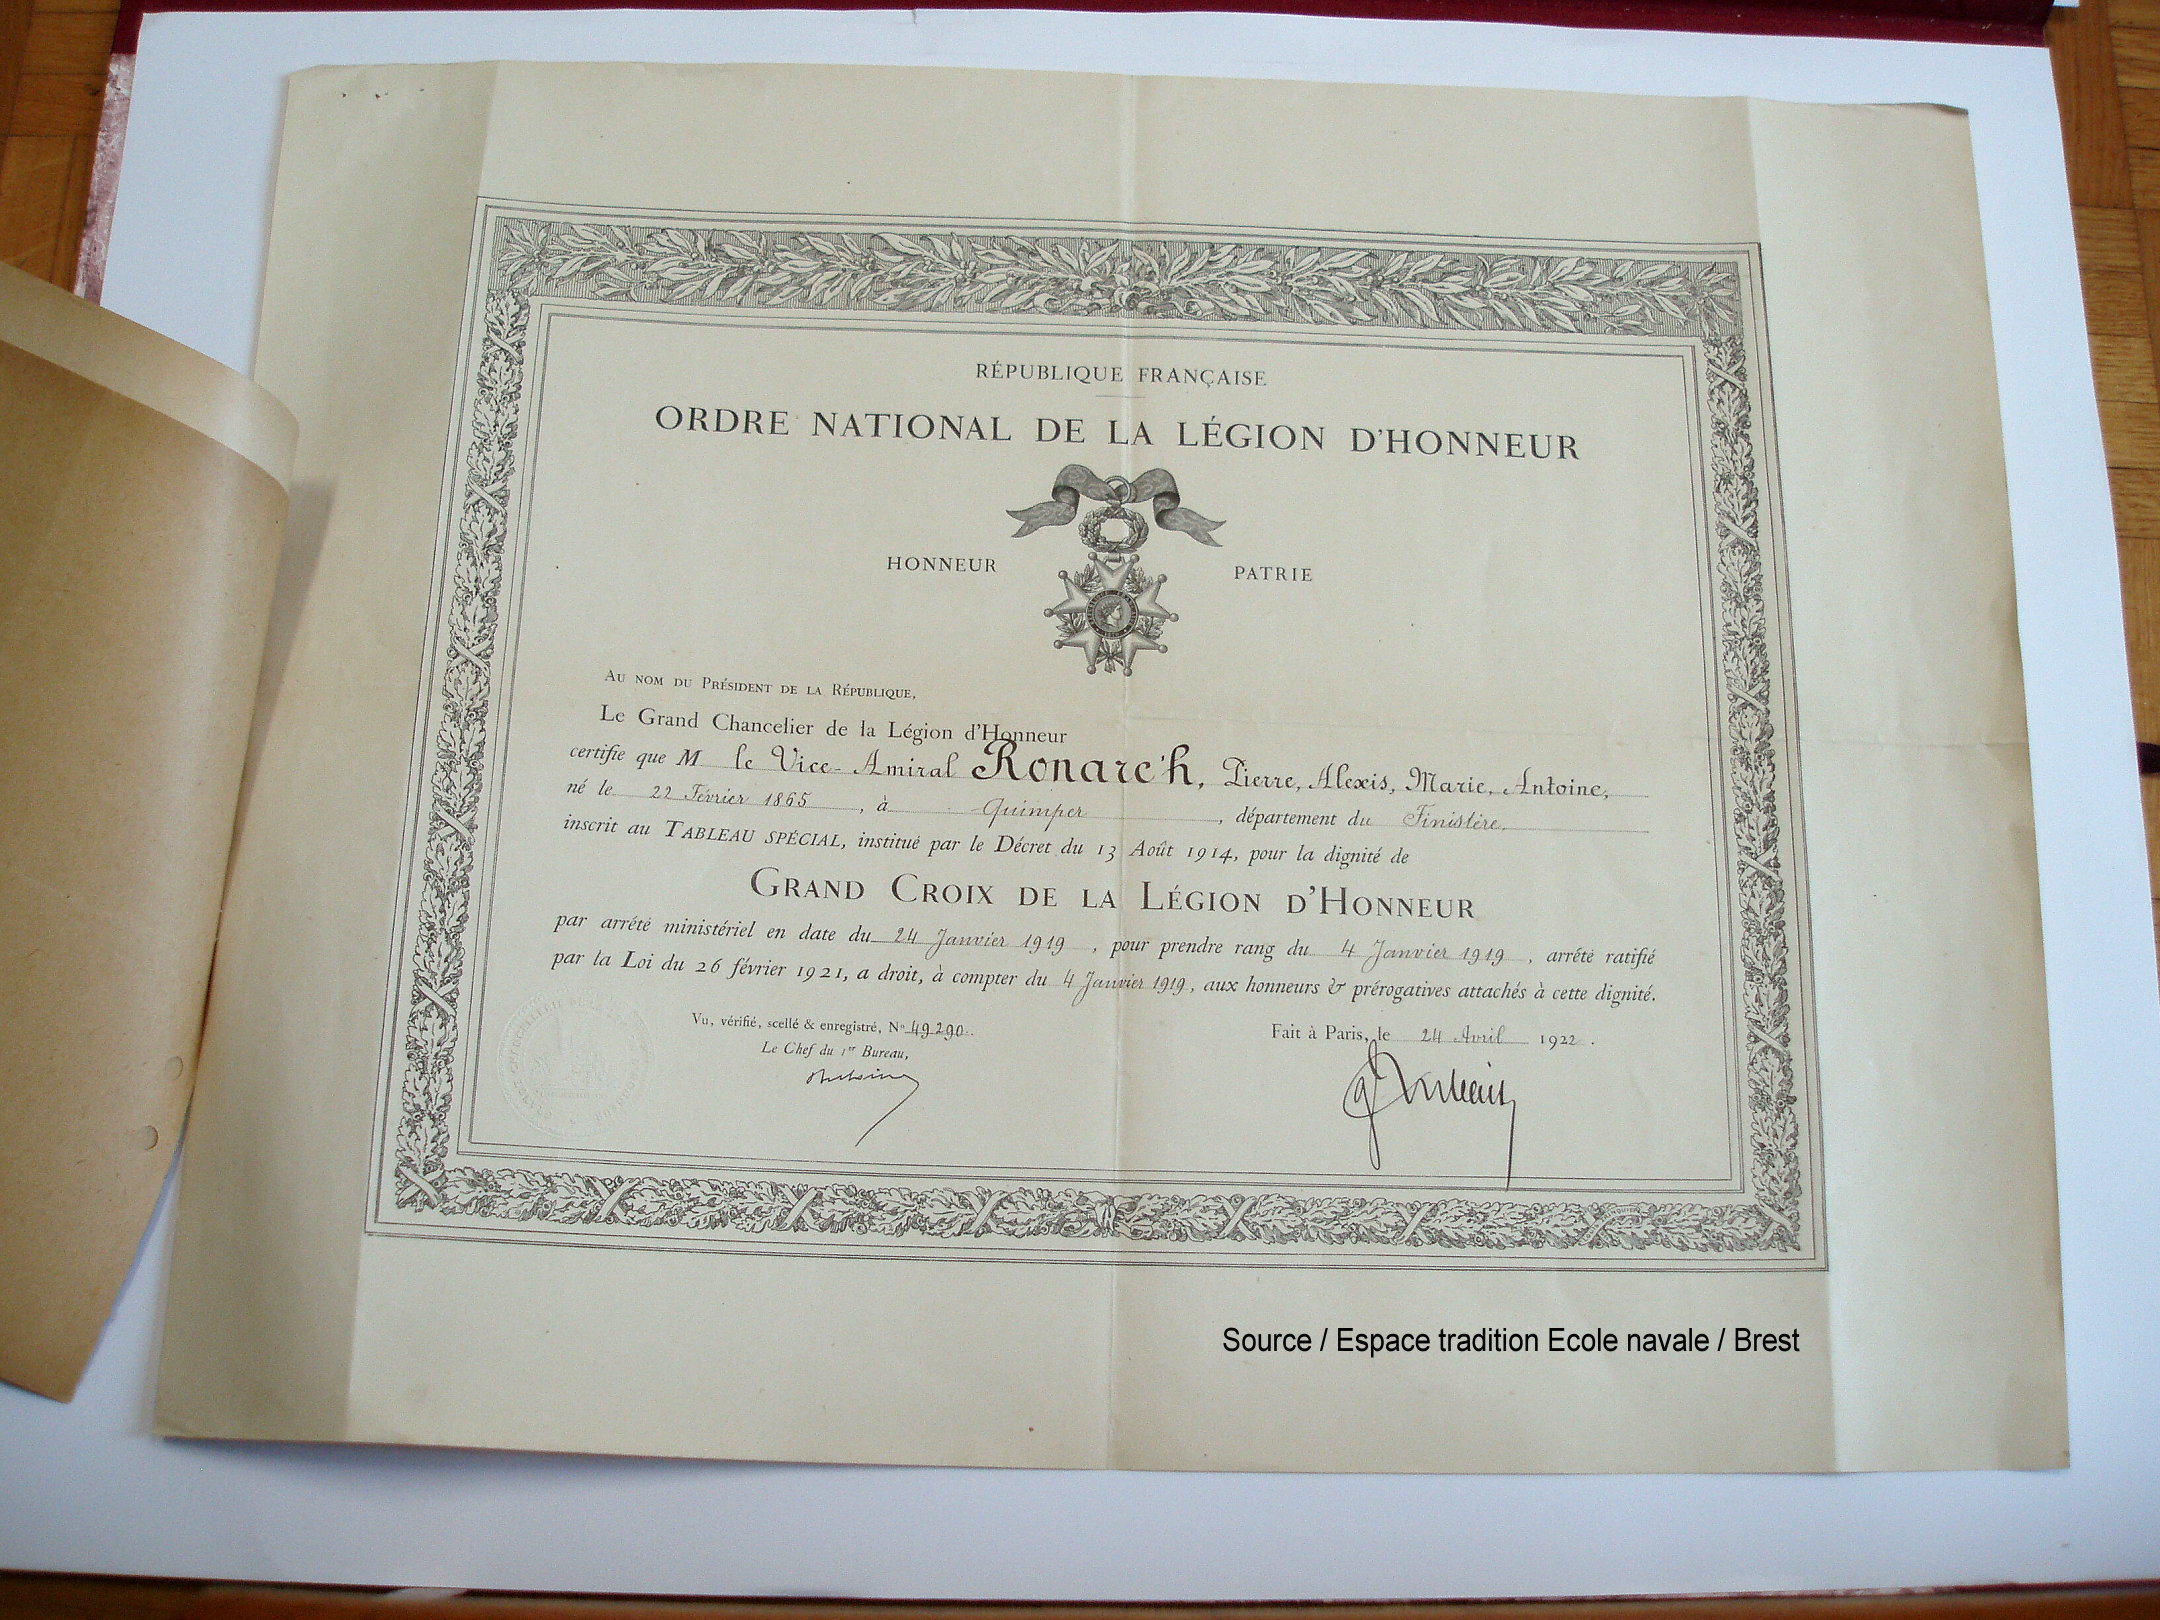 RÉPUBLIQUE FRANÇAISE
ORDRE NATIONAL DE LA LÉGION D'HONNEUR
HONNEUR PATRIE
AU NOM DU PRÉSIDENT DE LA RÉPUBLIQUE,
Le Grand Chancelier de la Légion d'Honneur
certifie que M le Vice-Amiral Ronarc'h, Pierre, Alexis, Marie, Antoine,
né le 22 Février 1865, à Quimper, département du Finistère.
inscrit au TABLEAU SPÉCIAL, institué par le Décret du 13 Août 1914, pour la dignité de
GRAND CROIX DE LA LÉGION D'HONNEUR
par arrêté ministériel en date du 24 Janvier 1919, pour prendre rang du 4 Janvier 1919, arrêté ratifié
par la Loi du 26 février 1921, a droit, à compter du 4 Janvier 1919, aux honneurs & prérogatives attachés à cette dignité.
Vu, vérifié, scellé & enregistré, N° 49290.
Fait à Paris, le 24 Avril 1922.
Le Chef du 1er Bureau,
Source / Espace tradition Ecole navale / Brest